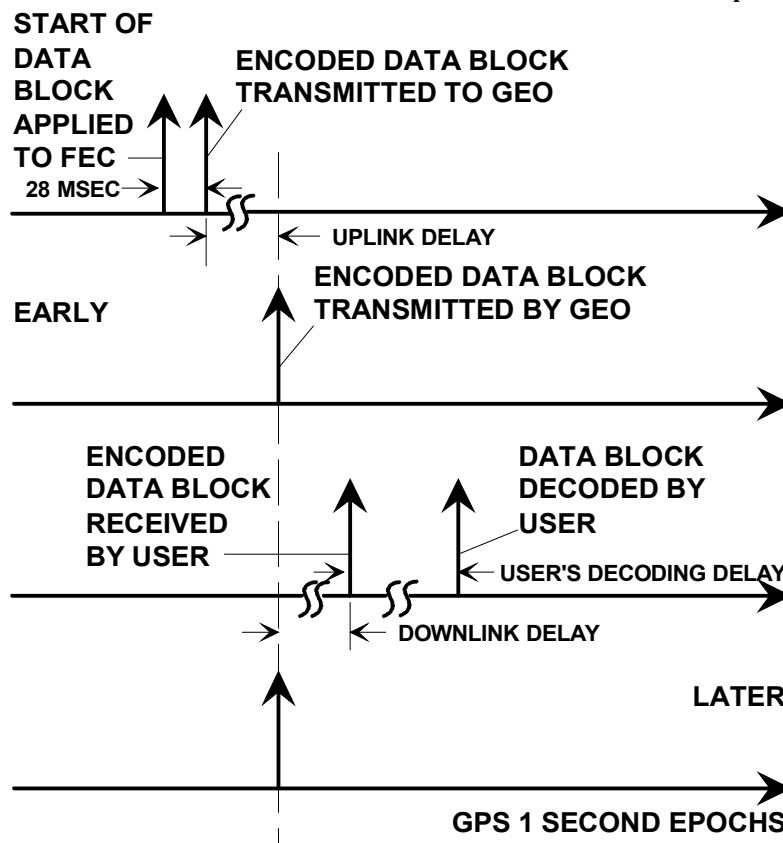 START OF
DATA
BLOCK
APPLIED
TO FEC
28 MSEC
ENCODED DATA BLOCK
TRANSMITTED TO GEO
UPLINK DELAY
EARLY
ENCODED DATA BLOCK
TRANSMITTED BY GEO
ENCODED
DATA BLOCK
RECEIVED
BY USER
DATA BLOCK
DECODED BY
USER
USER'S DECODING DELAY
DOWNLINK DELAY
LATER
GPS 1 SECOND EPOCHS